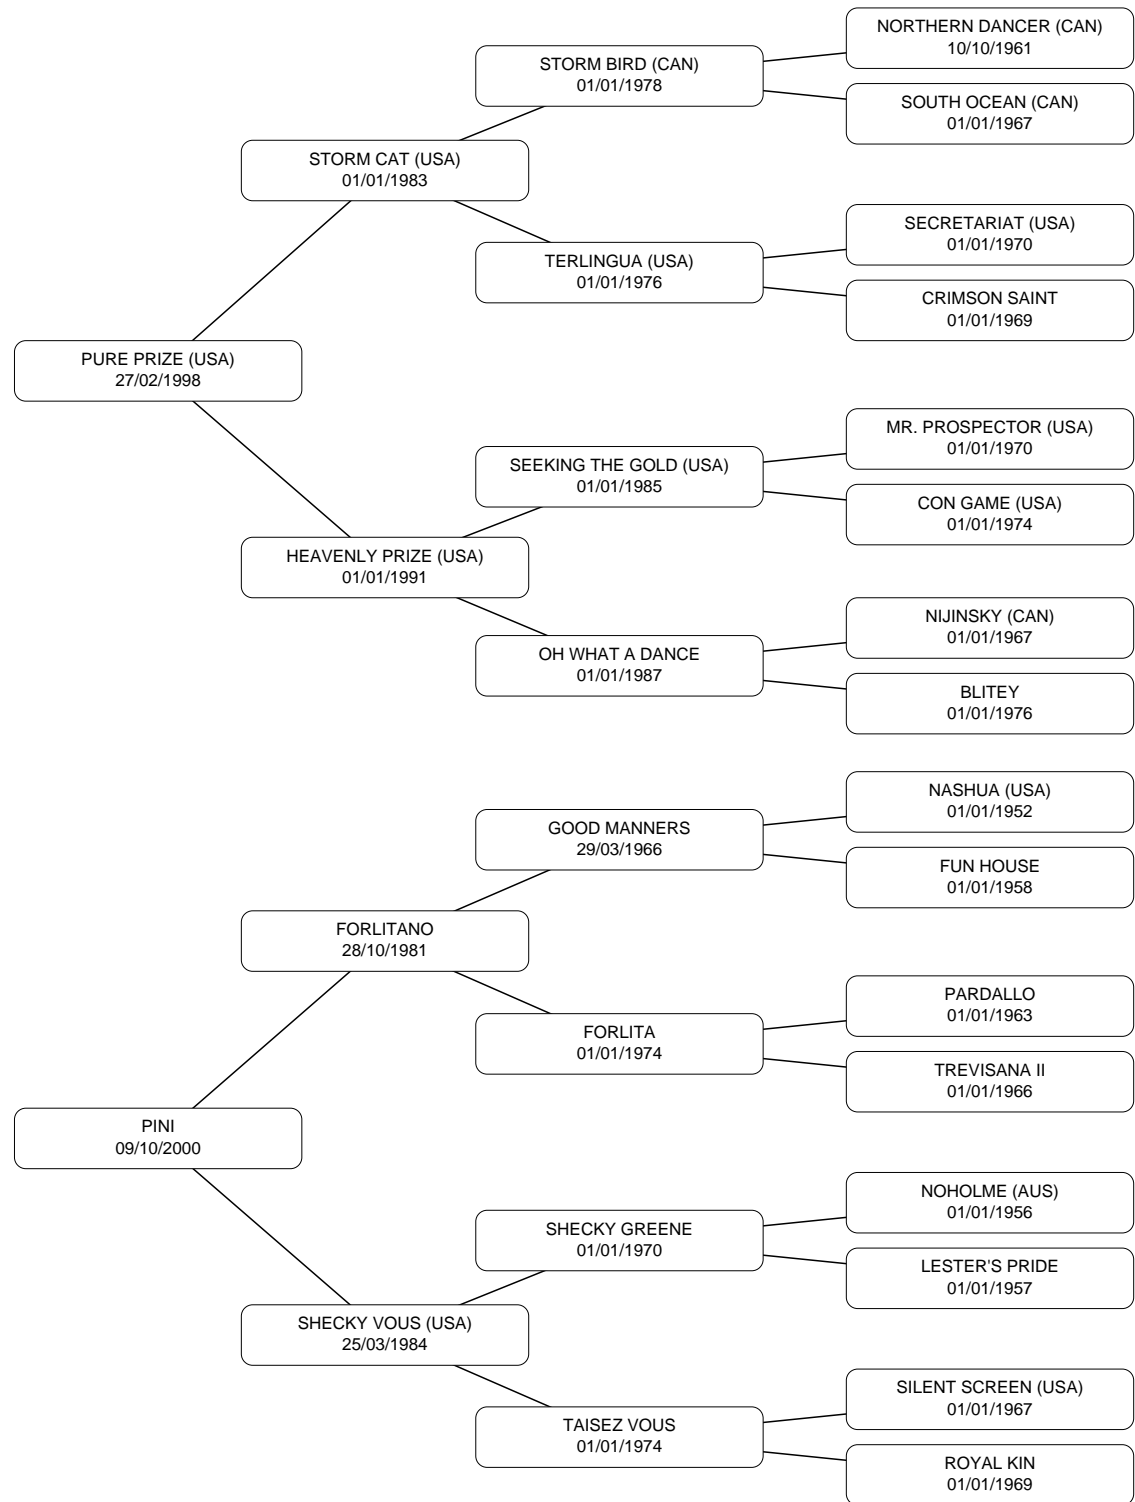 NORTHERN DANCER (CAN)
10/10/1961
STORM BIRD (CAN)
01/01/1978
SOUTH OCEAN (CAN)
01/01/1967
STORM CAT (USA)
01/01/1983
SECRETARIAT (USA)
01/01/1970
TERLINGUA (USA)
01/01/1976
CRIMSON SAINT
01/01/1969
PURE PRIZE (USA)
27/02/1998
MR. PROSPECTOR (USA)
01/01/1970
SEEKING THE GOLD (USA)
01/01/1985
CON GAME (USA)
01/01/1974
HEAVENLY PRIZE (USA)
01/01/1991
NIJINSKY (CAN)
01/01/1967
OH WHAT A DANCE
01/01/1987
BLITEY
01/01/1976
NASHUA (USA)
01/01/1952
GOOD MANNERS
29/03/1966
FUN HOUSE
01/01/1958
FORLITANO
28/10/1981
PARDALLO
01/01/1963
FORLITA
01/01/1974
TREVISANA II
01/01/1966
PINI
09/10/2000
NOHOLME (AUS)
01/01/1956
SHECKY GREENE
01/01/1970
LESTER'S PRIDE
01/01/1957
SHECKY VOUS (USA)
25/03/1984
SILENT SCREEN (USA)
01/01/1967
TAISEZ VOUS
01/01/1974
ROYAL KIN
01/01/1969